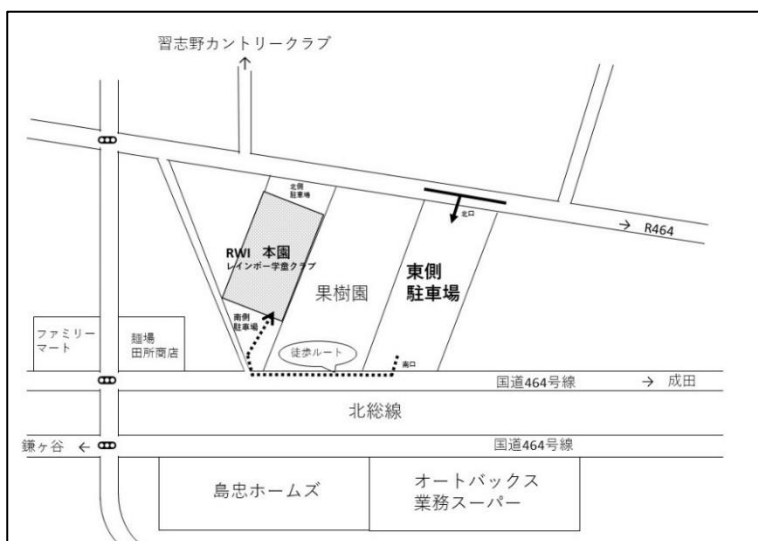 習志野カントリークラブ
↑
北側
駐車場
北口
→ R464
RWI 本園
レインボー学童クラブ
東側
駐車場
果樹園
南側
駐車場
ファミリー
マート
麺場
田所商店
徒歩ルート
南口
国道464号線 → 成田
北総線
鎌ヶ谷 ←
国道464号線
島忠ホームズ
オートバックス
業務スーパー